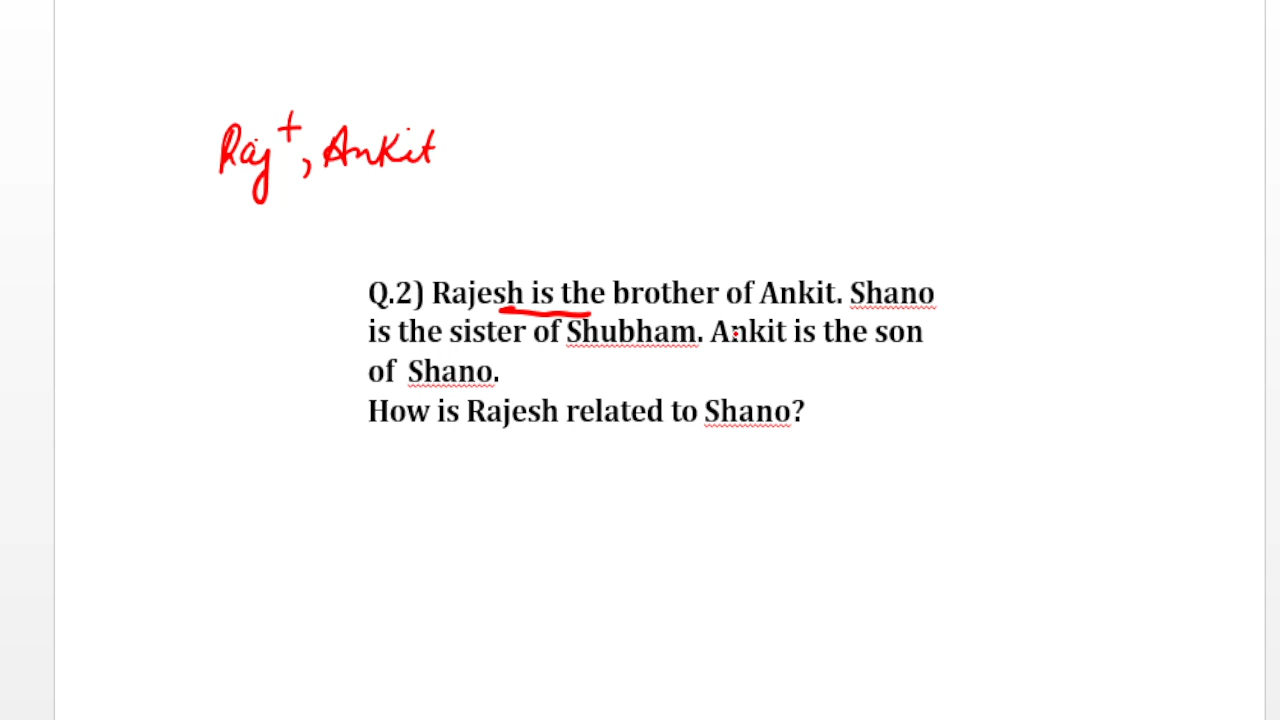 Raj+, Ankit
Q.2) Rajesh is the brother of Ankit. Shano
is the sister of Shubham. Ankit is the son
of Shano.
How is Rajesh related to Shano?